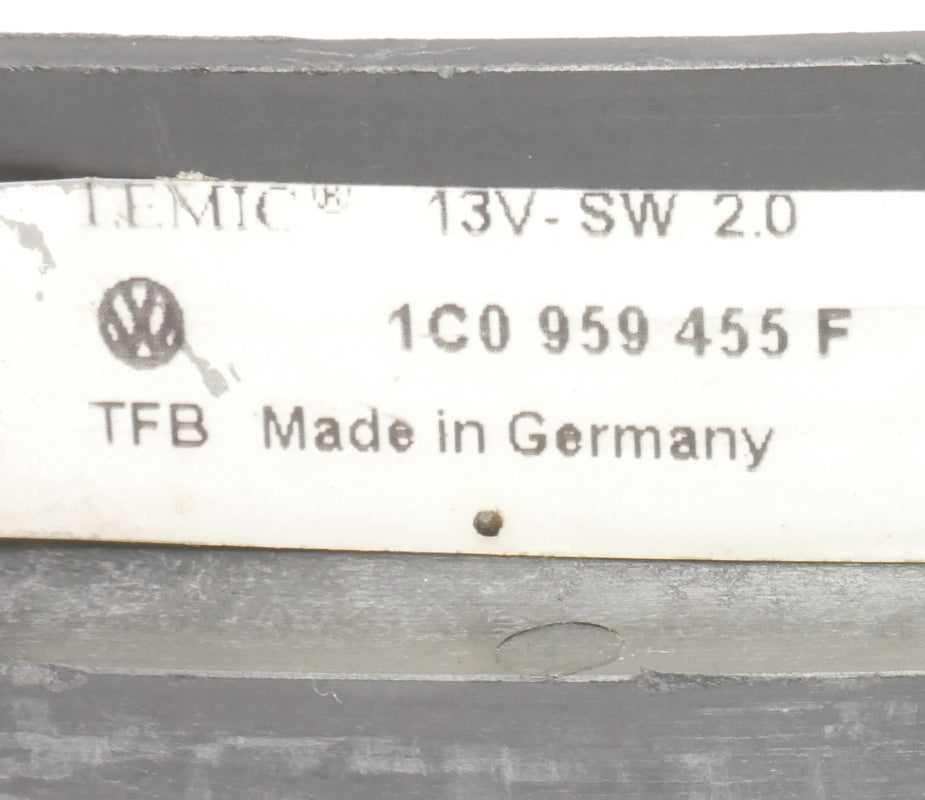 TEMIC® 13V- SW 2.0
1C0 959 455 F
TFB Made in Germany